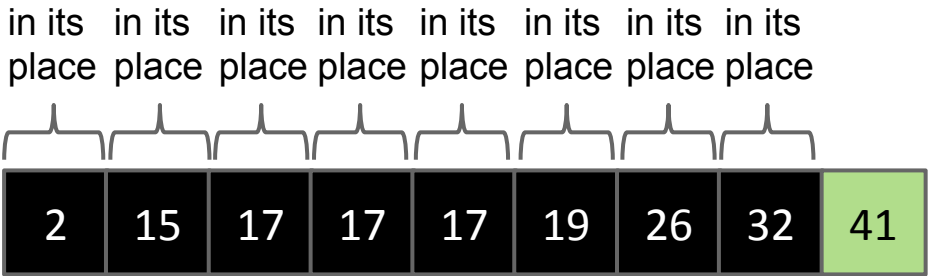 in its in its in its in its in its in its in its in its
place place place place place place place place
2 15 17 17 17 19 26 32 41